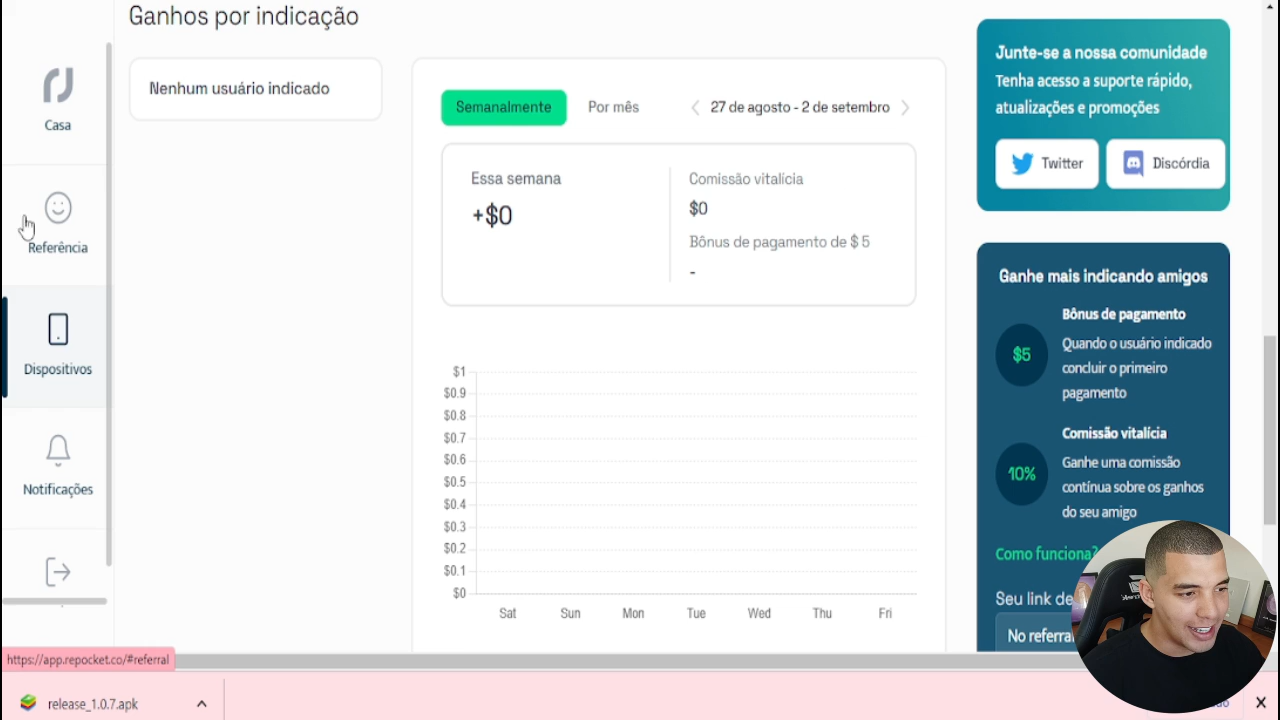 Ganhos por indicação
Casa
Referência
Dispositivos
Notificações
Nenhum usuário indicado
Semanalmente
Por mês
27 de agosto - 2 de setembro
Essa semana
+$0
Comissão vitalícia
$0
Bônus de pagamento de $ 5
-
$1
$0.9
$0.8
$0.7
$0.6
$0.5
$0.4
$0.3
$0.2
$0.1
$0
Sat Sun Mon Tue Wed Thu Fri
Junte-se a nossa comunidade
Tenha acesso a suporte rápido,
atualizações e promoções
Twitter
Discórdia
Ganhe mais indicando amigos
$5
Bônus de pagamento
Quando o usuário indicado
concluir o primeiro
pagamento
10%
Comissão vitalícia
Ganhe uma comissão
contínua sobre os ganhos
do seu amigo
Como funciona?
Seu link de
No referral
https://app.repocket.co/#referral
release_1.0.7.apk